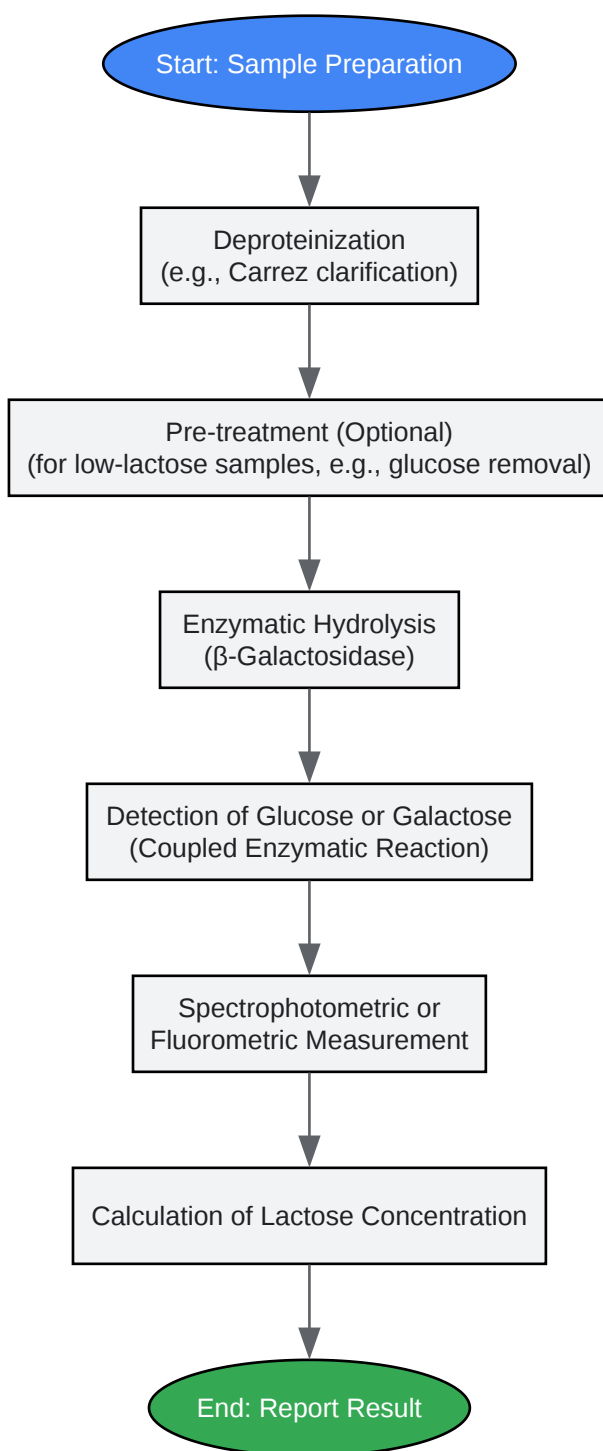 Start: Sample Preparation
Deproteinization
(e.g., Carrez clarification)
Pre-treatment (Optional)
(for low-lactose samples, e.g., glucose removal)
Enzymatic Hydrolysis
(β-Galactosidase)
Detection of Glucose or Galactose
(Coupled Enzymatic Reaction)
Spectrophotometric or
Fluorometric Measurement
Calculation of Lactose Concentration
End: Report Result